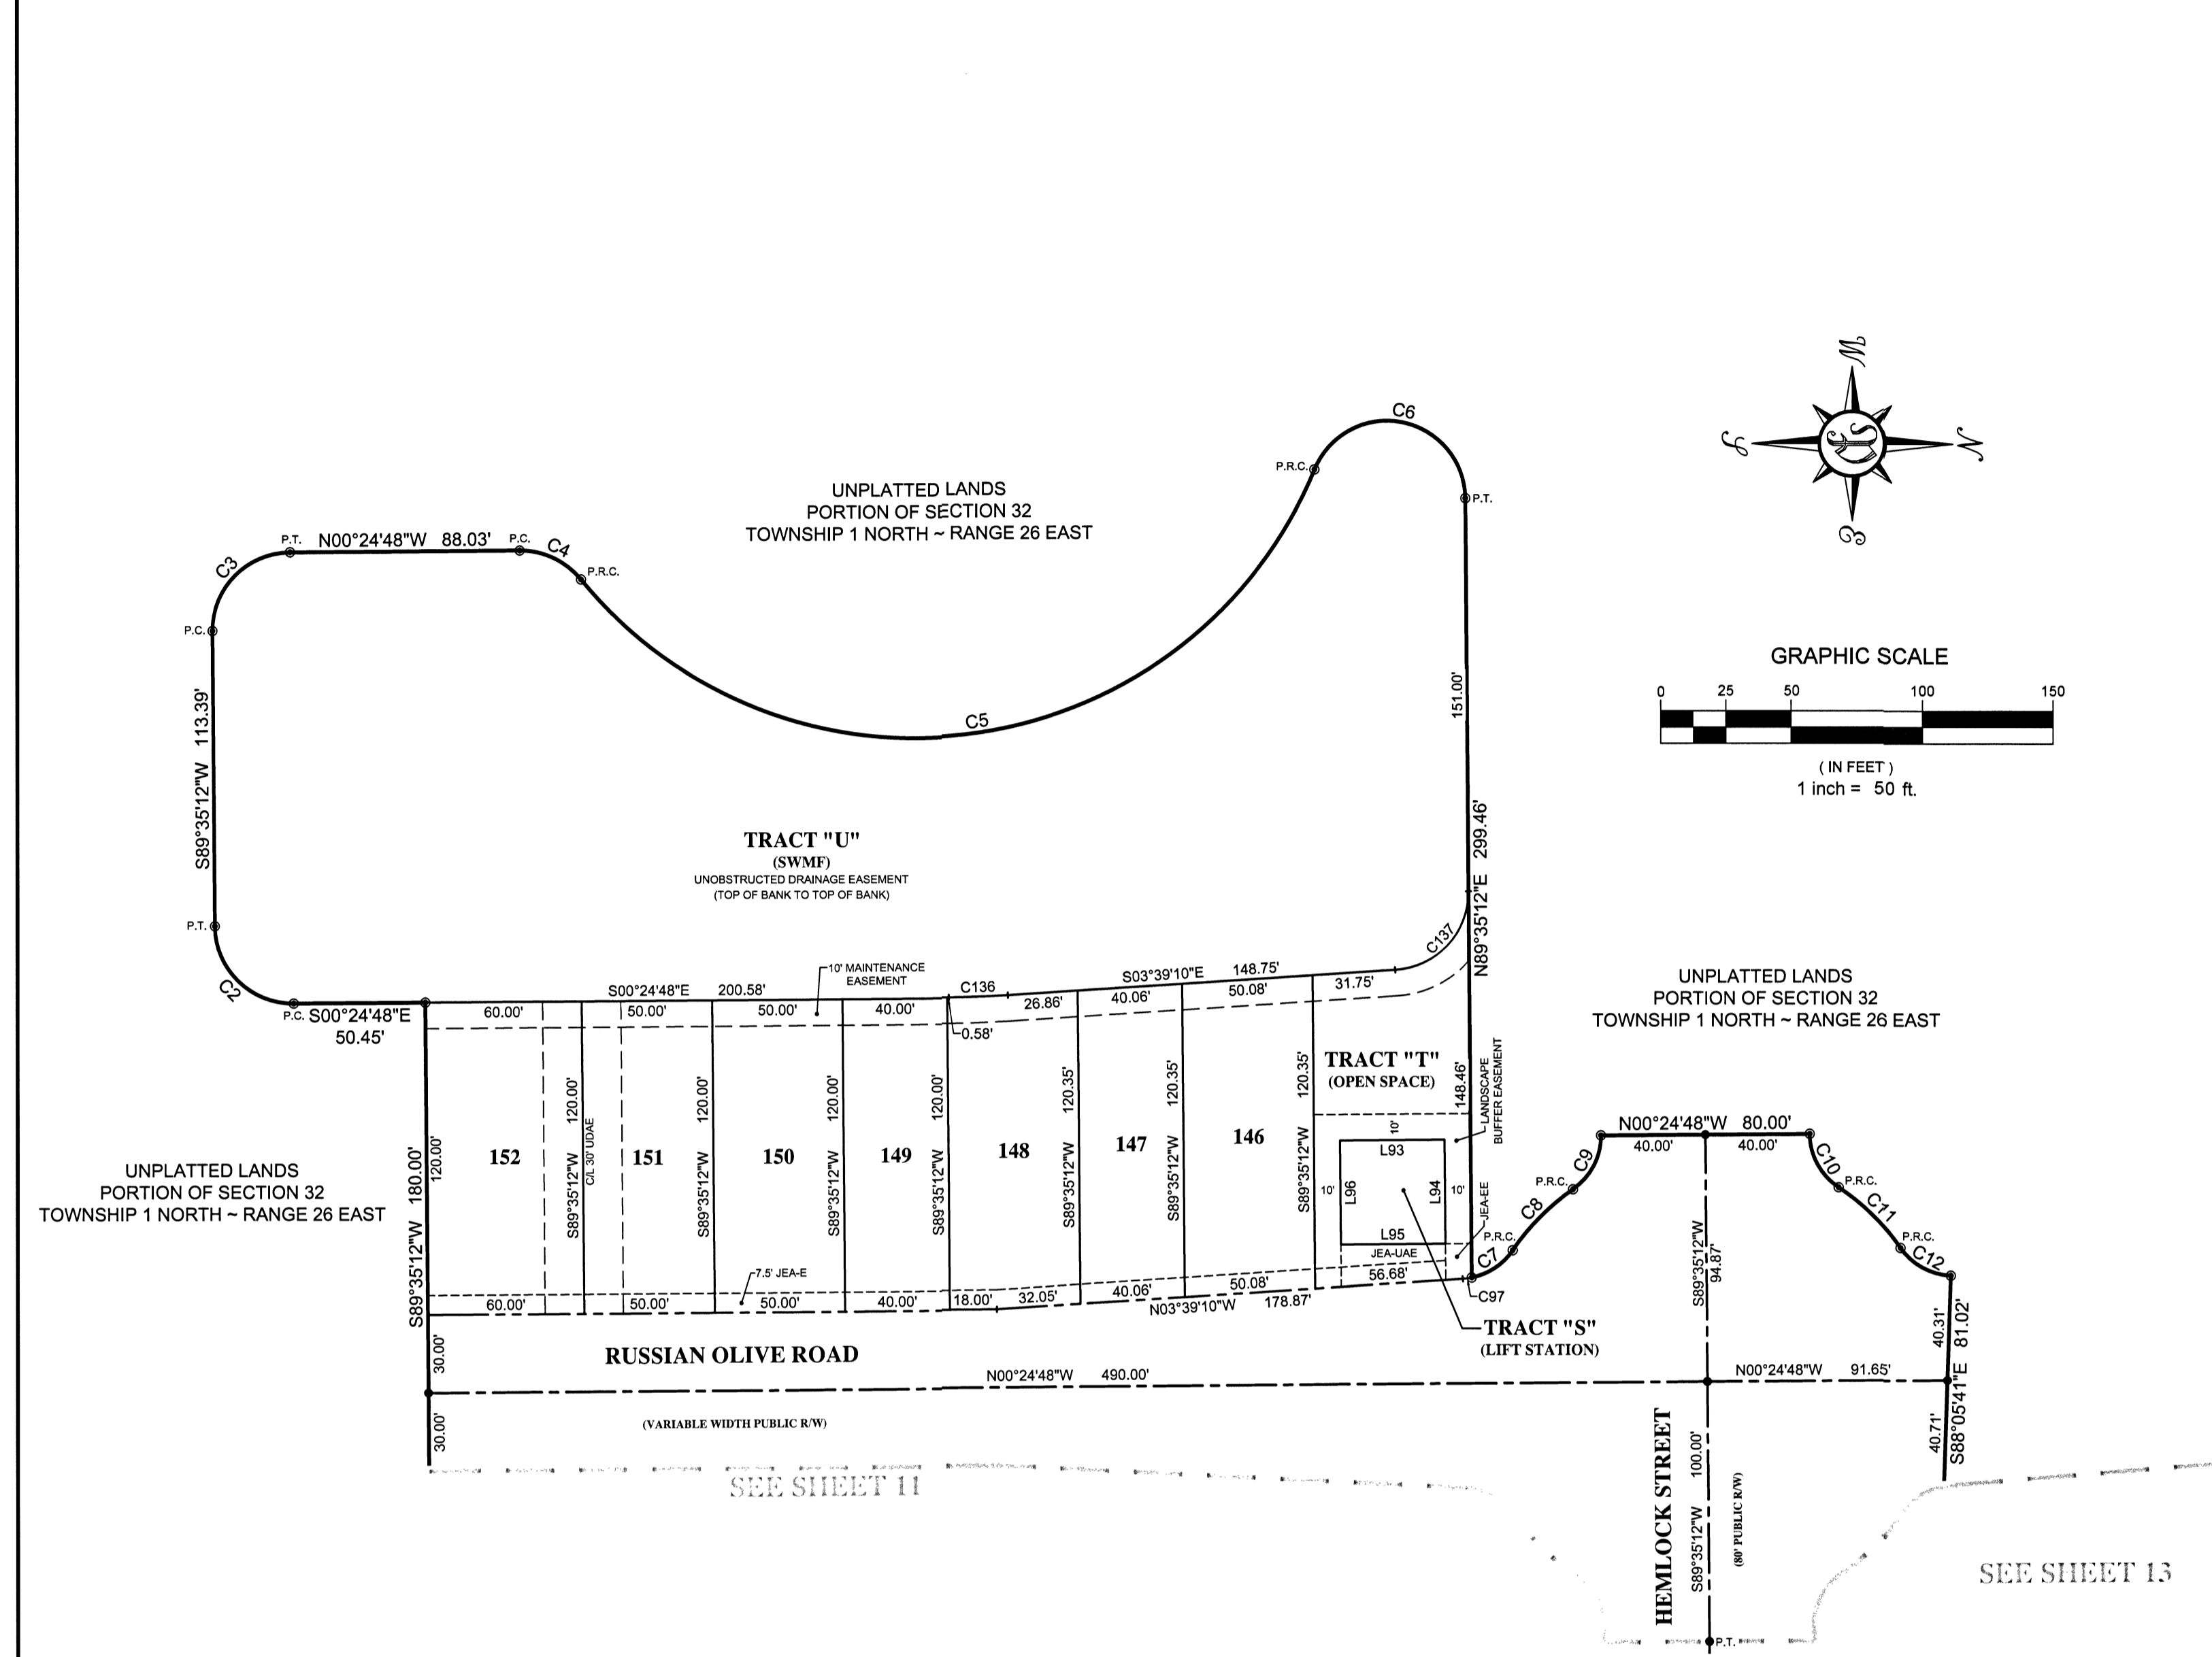 C6
P.R.C.
P.T.
UNPLATTED LANDS
PORTION OF SECTION 32
TOWNSHIP 1 NORTH ~ RANGE 26 EAST
P.T.
N00°24'48"W 88.03'
P.C.
C4
P.R.C.
C3
P.C.
S89°35'12"W 113.39'
C5
151.00'
W
S
N
E
GRAPHIC SCALE
0 25 50 100 150
( IN FEET )
1 inch = 50 ft.
TRACT "U"
(SWMF)
UNOBSTRUCTED DRAINAGE EASEMENT
(TOP OF BANK TO TOP OF BANK)
N89°35'12"E 299.46'
P.T.
C2
P.C.
S00°24'48"E
50.45'
10' MAINTENANCE
EASEMENT
S00°24'48"E 200.58'
C136
S03°39'10"E 148.75'
C137
60.00'
50.00'
50.00'
40.00'
0.58'
26.86'
40.06'
50.08'
31.75'
UNPLATTED LANDS
PORTION OF SECTION 32
TOWNSHIP 1 NORTH ~ RANGE 26 EAST
TRACT "T"
(OPEN SPACE)
148.46'
LANDSCAPE
BUFFER EASEMENT
UNPLATTED LANDS
PORTION OF SECTION 32
TOWNSHIP 1 NORTH ~ RANGE 26 EAST
S89°35'12"W 180.00'
120.00'
152
S89°35'12"W 120.00'
C/L 30' UDAE
151
S89°35'12"W 120.00'
150
S89°35'12"W 120.00'
149
S89°35'12"W 120.00'
148
S89°35'12"W 120.35'
147
S89°35'12"W 120.35'
146
S89°35'12"W 120.35'
10'
L93
10'
L96
L94
10'
L95
JEA-UAE
JEA-EE
56.68'
C97
7.5' JEA-E
60.00'
50.00'
50.00'
40.00'
18.00'
32.05'
40.06'
50.08'
N03°39'10"W 178.87'
TRACT "S"
(LIFT STATION)
N00°24'48"W 80.00'
40.00'
40.00'
C9
P.R.C.
C8
P.R.C.
C7
C10
P.R.C.
C11
P.R.C.
C12
S89°35'12"W
94.87'
30.00'
30.00'
RUSSIAN OLIVE ROAD
N00°24'48"W 490.00'
(VARIABLE WIDTH PUBLIC R/W)
N00°24'48"W 91.65'
40.31'
40.71'
S88°05'41"E 81.02'
SEE SHEET 11
HEMLOCK STREET
S89°35'12"W 100.00'
(80' PUBLIC R/W)
P.T.
SEE SHEET 13